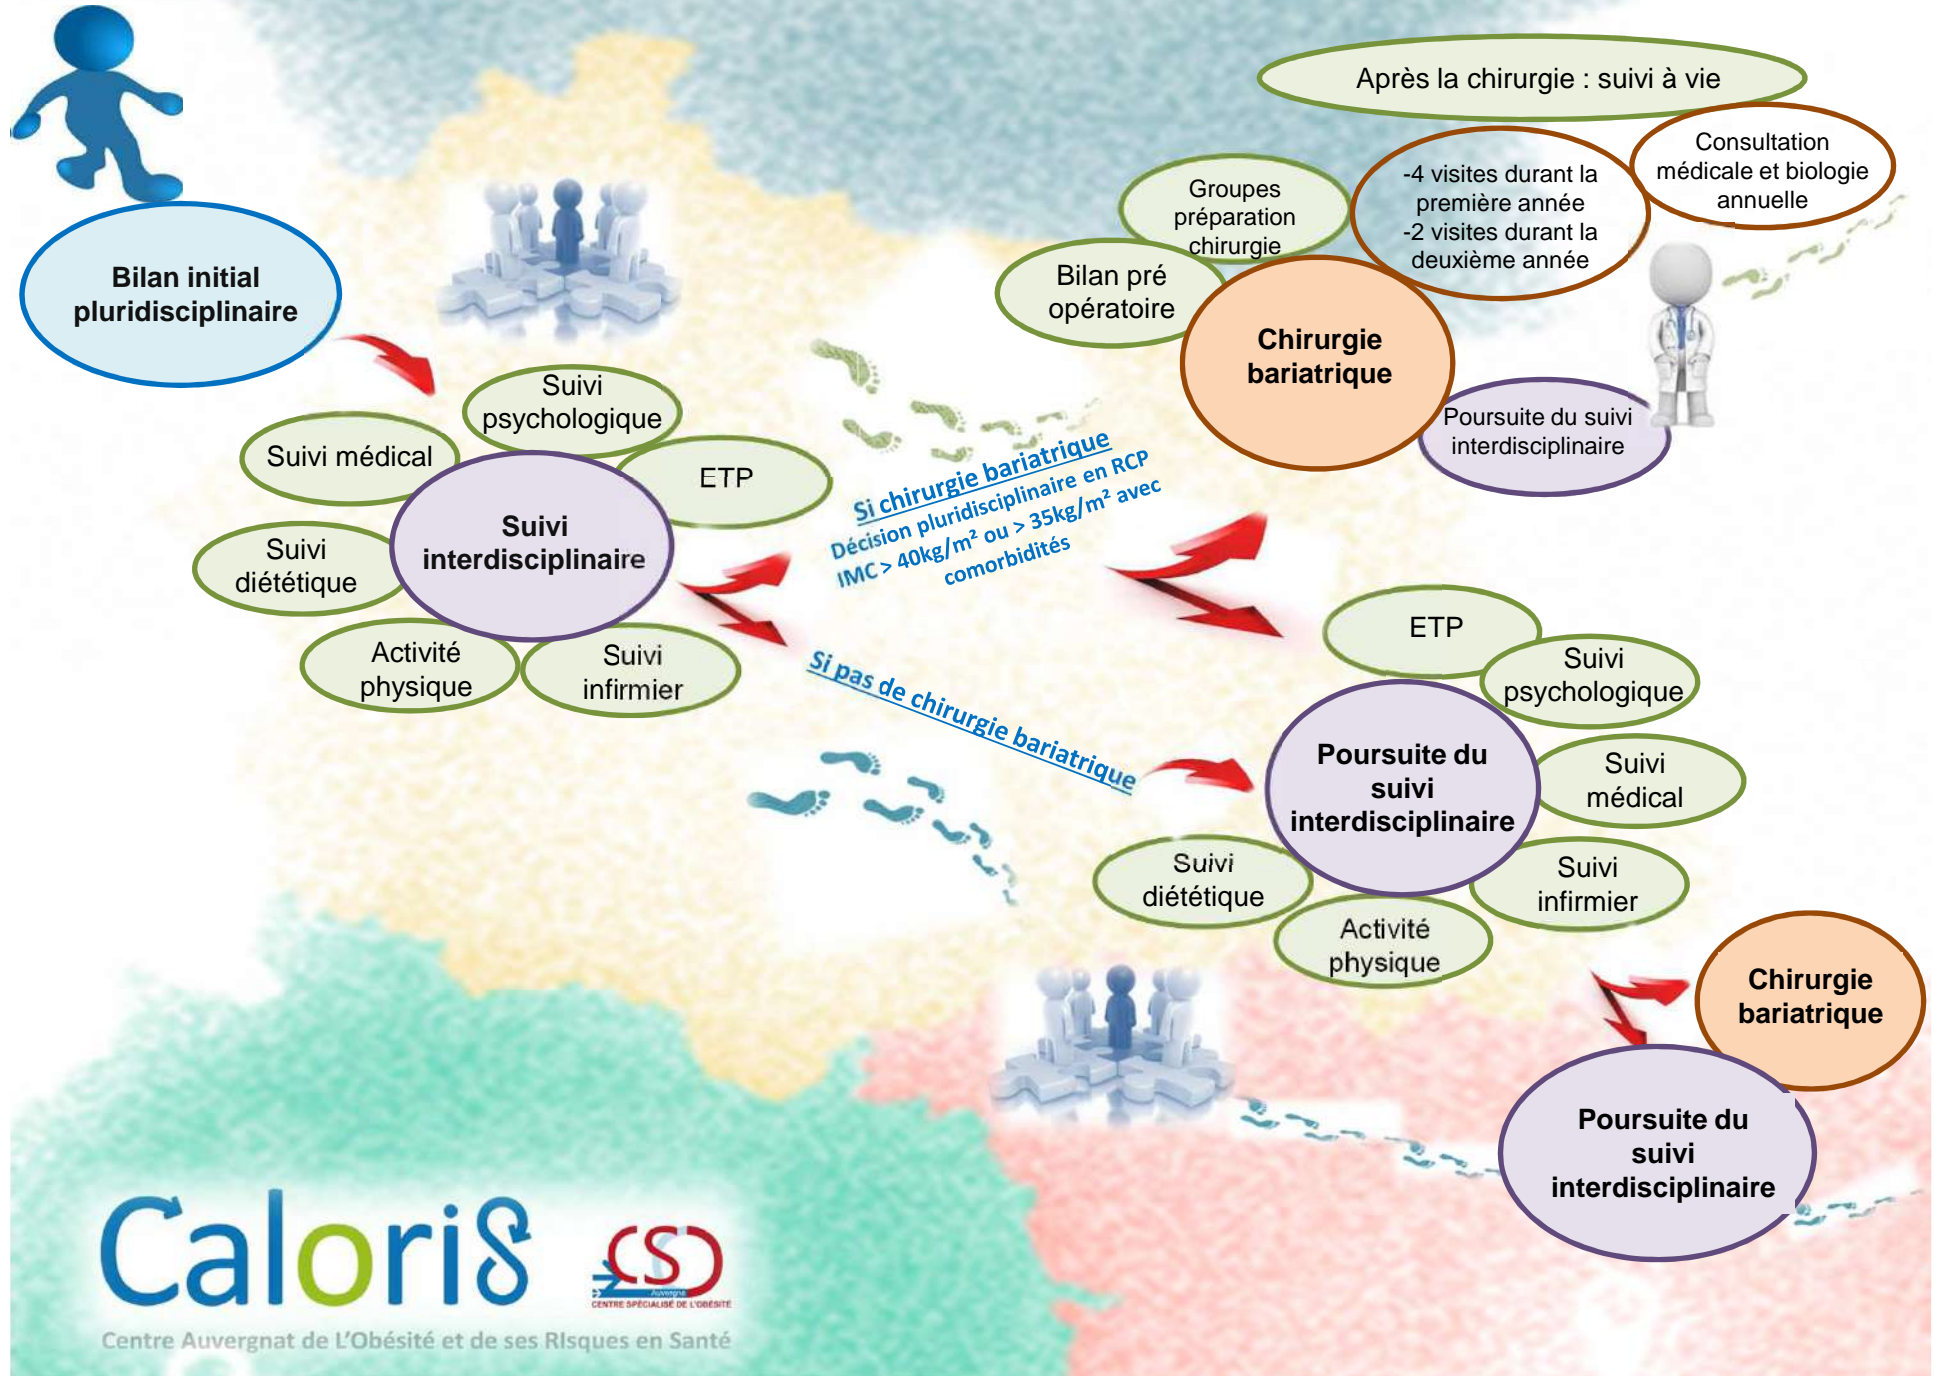 Après la chirurgie : suivi à vie
Consultation
médicale et biologie
annuelle
-4 visites durant la
première année
-2 visites durant la
deuxième année
Groupes
préparation
chirurgie
Bilan pré
opératoire
Chirurgie
bariatrique
Poursuite du suivi
interdisciplinaire
Bilan initial
pluridisciplinaire
Suivi
psychologique
Suivi médical
ETP
Suivi
interdisciplinaire
Suivi
diététique
Activité
physique
Suivi
infirmier
Si chirurgie bariatrique
Décision pluridisciplinaire en RCP
IMC > 40kg/m² ou > 35kg/m² avec
comorbidités
Si pas de chirurgie bariatrique
ETP
Suivi
psychologique
Poursuite du
suivi
interdisciplinaire
Suivi
médical
Suivi
diététique
Suivi
infirmier
Activité
physique
Chirurgie
bariatrique
Poursuite du
suivi
interdisciplinaire
Caloris
CSO
Auvergne
CENTRE SPÉCIALISÉ DE L'OBÉSITÉ
Centre Auvergnat de L'Obésité et de ses RIsques en Santé